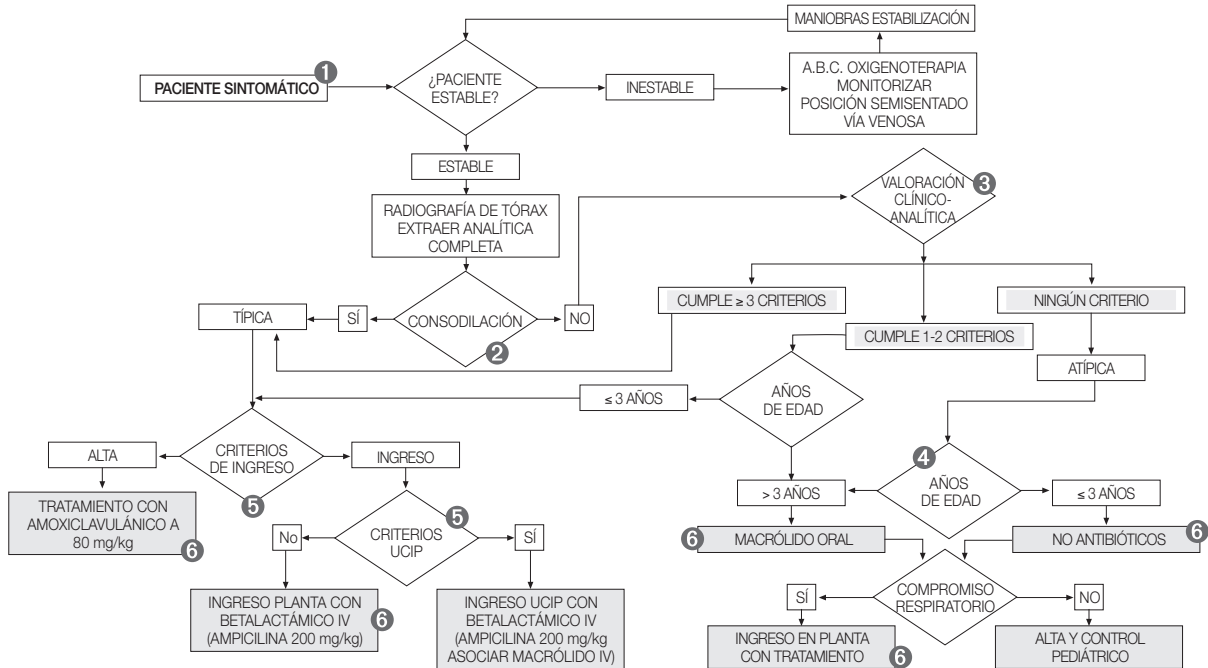 MANIOBRAS ESTABILIZACIÓN
1
PACIENTE SINTOMÁTICO
¿PACIENTE
ESTABLE?
INESTABLE
A.B.C. OXIGENOTERAPIA
MONITORIZAR
POSICIÓN SEMISENTADO
VÍA VENOSA
ESTABLE
RADIOGRAFÍA DE TÓRAX
EXTRAER ANALÍTICA
COMPLETA
VALORACIÓN
CLÍNICO-
ANALÍTICA
3
TÍPICA
SÍ
CONSODILACIÓN
2
NO
CUMPLE ≥ 3 CRITERIOS
CUMPLE 1-2 CRITERIOS
NINGÚN CRITERIO
ATÍPICA
≤ 3 AÑOS
AÑOS
DE EDAD
ALTA
CRITERIOS
DE INGRESO
5
INGRESO
> 3 AÑOS
4
AÑOS
DE EDAD
≤ 3 AÑOS
TRATAMIENTO CON
AMOXICLAVULÁNICO A
80 mg/kg
6
No
CRITERIOS
UCIP
5
SÍ
6
MACRÓLIDO ORAL
NO ANTIBIÓTICOS
6
INGRESO PLANTA CON
BETALACTÁMICO IV
(AMPICILINA 200 mg/kg)
6
INGRESO UCIP CON
BETALACTÁMICO IV
(AMPICILINA 200 mg/kg
ASOCIAR MACRÓLIDO IV)
SÍ
COMPROMISO
RESPIRATORIO
NO
INGRESO EN PLANTA
CON TRATAMIENTO
6
ALTA Y CONTROL
PEDIÁTRICO